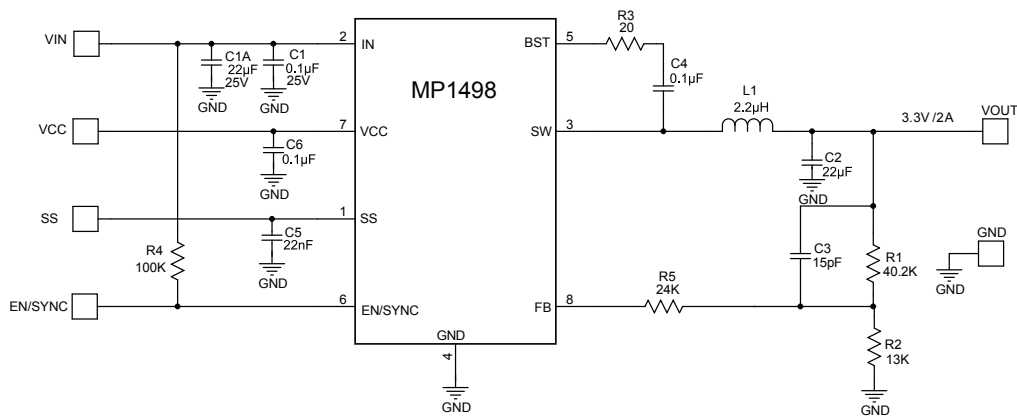 R3
20
VIN
2
IN
BST
5
C1A
22µF
25V
C1
0.1µF
25V
GND
GND
C4
0.1µF
MP1498
L1
2.2µH
VCC
7
VCC
SW
3
3.3V/2A
VOUT
C6
0.1µF
GND
C2
22µF
GND
SS
1
SS
C5
22nF
GND
R4
100K
C3
15pF
R1
40.2K
GND
GND
R5
24K
EN/SYNC
6
EN/SYNC
FB
8
GND
4
GND
R2
13K
GND